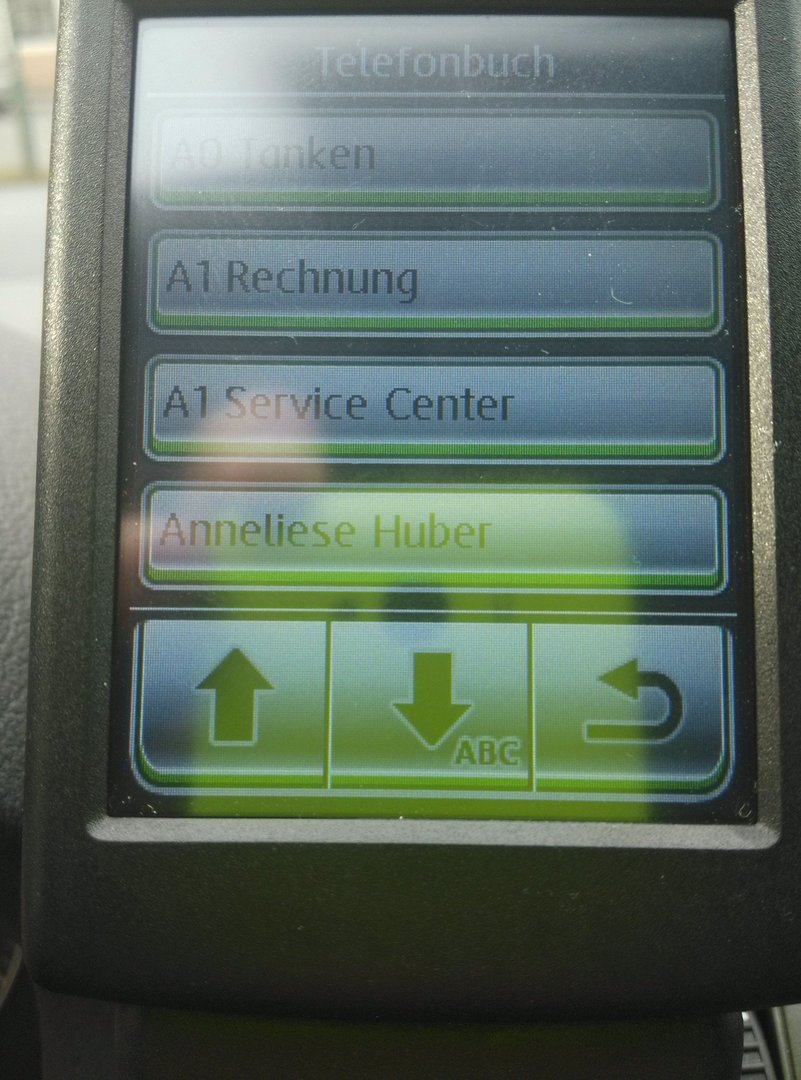 Telefonbuch
A0 Tanken
A1 Rechnung
A1 Service Center
Anneliese Huber
ABC